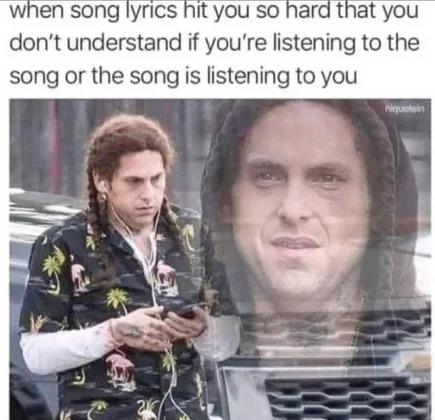 when song lyrics hit you so hard that you
don't understand if you're listening to the
song or the song is listening to you
niquotein